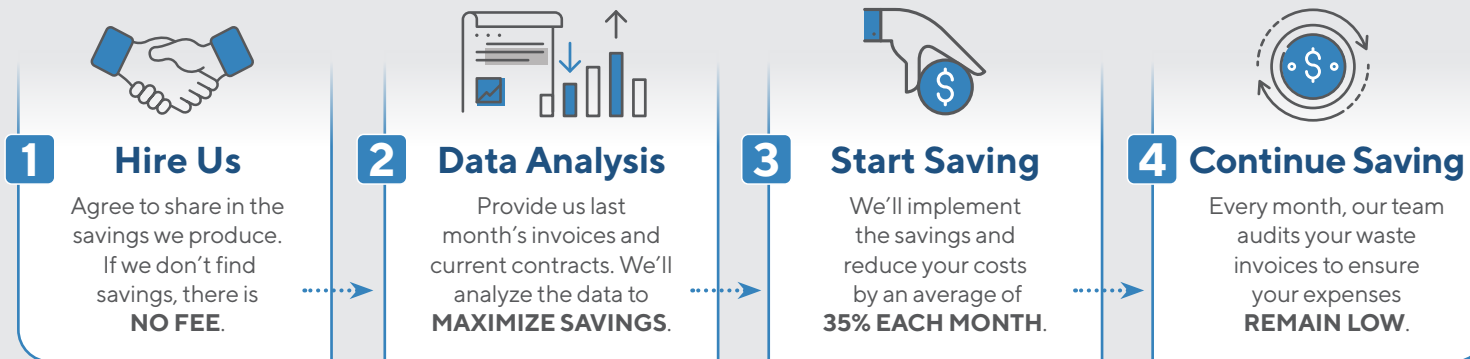 1
Hire Us
Agree to share in the
savings we produce.
If we don't find
savings, there is
NO FEE.
2
Data Analysis
Provide us last
month's invoices and
current contracts. We'll
analyze the data to
MAXIMIZE SAVINGS.
3
Start Saving
We'll implement
the savings and
reduce your costs
by an average of
35% EACH MONTH.
4
Continue Saving
Every month, our team
audits your waste
invoices to ensure
your expenses
REMAIN LOW.